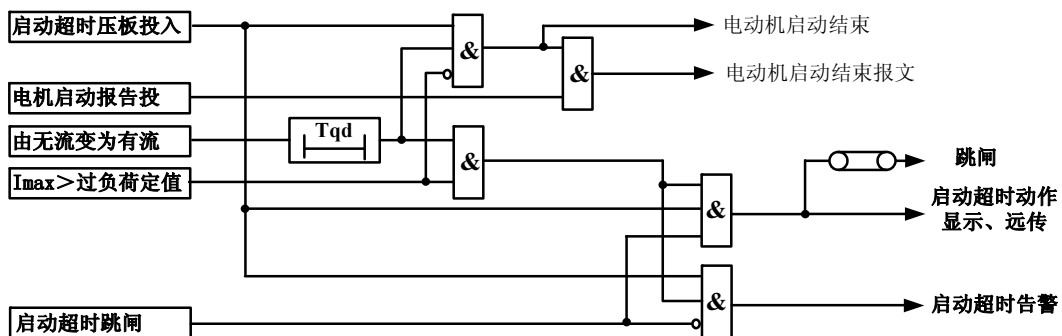 启动超时压板投入
电机启动报告投
由无流变为有流
Imax＞过负荷定值
启动超时跳闸
Tqd
&
&
&
&
&
电动机启动结束
电动机启动结束报文
跳闸
启动超时动作
显示、远传
启动超时告警